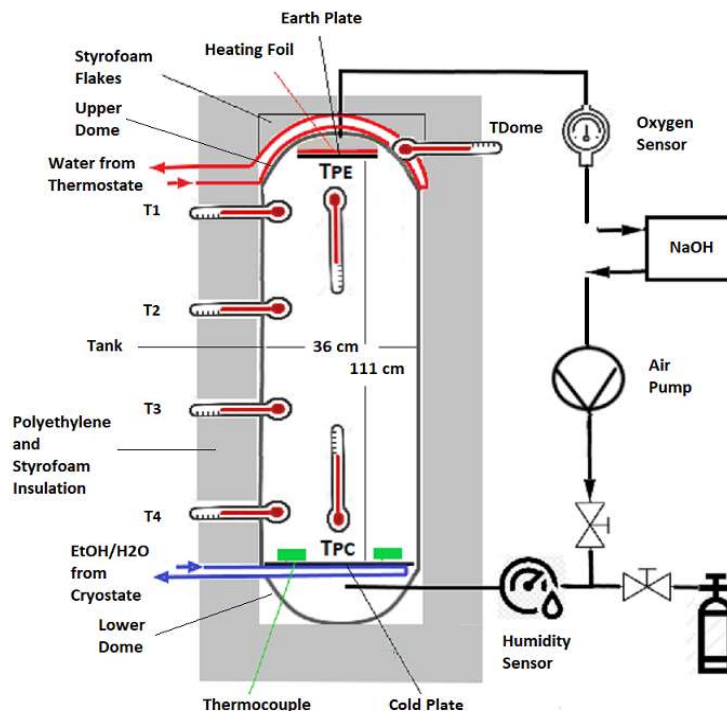 Earth Plate
Heating Foil
Styrofoam
Flakes
Upper
Dome
Water from
Thermostate
TDome
Oxygen
Sensor
TPE
T1
NaOH
T2
Tank
36 cm
111 cm
Air
Pump
T3
Polyethylene
and
Styrofoam
Insulation
T4
TPC
EtOH/H2O
from
Cryostate
Lower
Dome
Humidity
Sensor
Thermocouple
Cold Plate